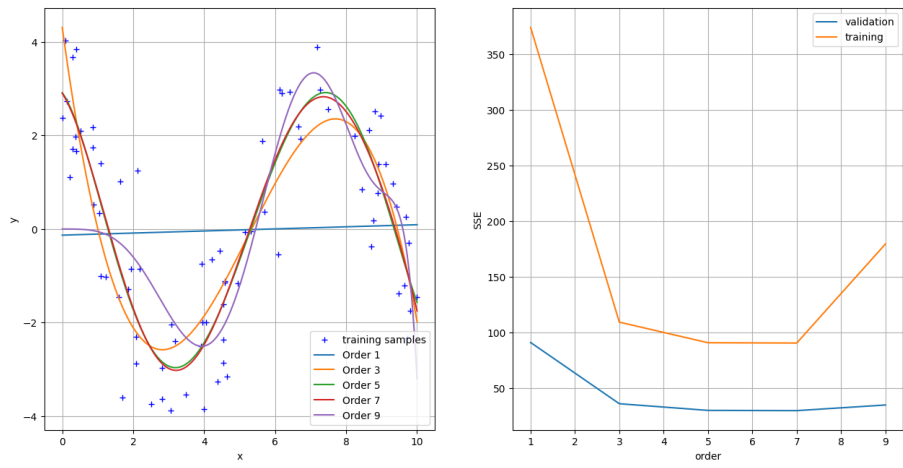 4
2
0
−2
−4
y
0
2
4
6
8
10
x
training samples
Order 1
Order 3
Order 5
Order 7
Order 9
350
300
250
200
150
100
50
SSE
1
2
3
4
5
6
7
8
9
order
validation
training